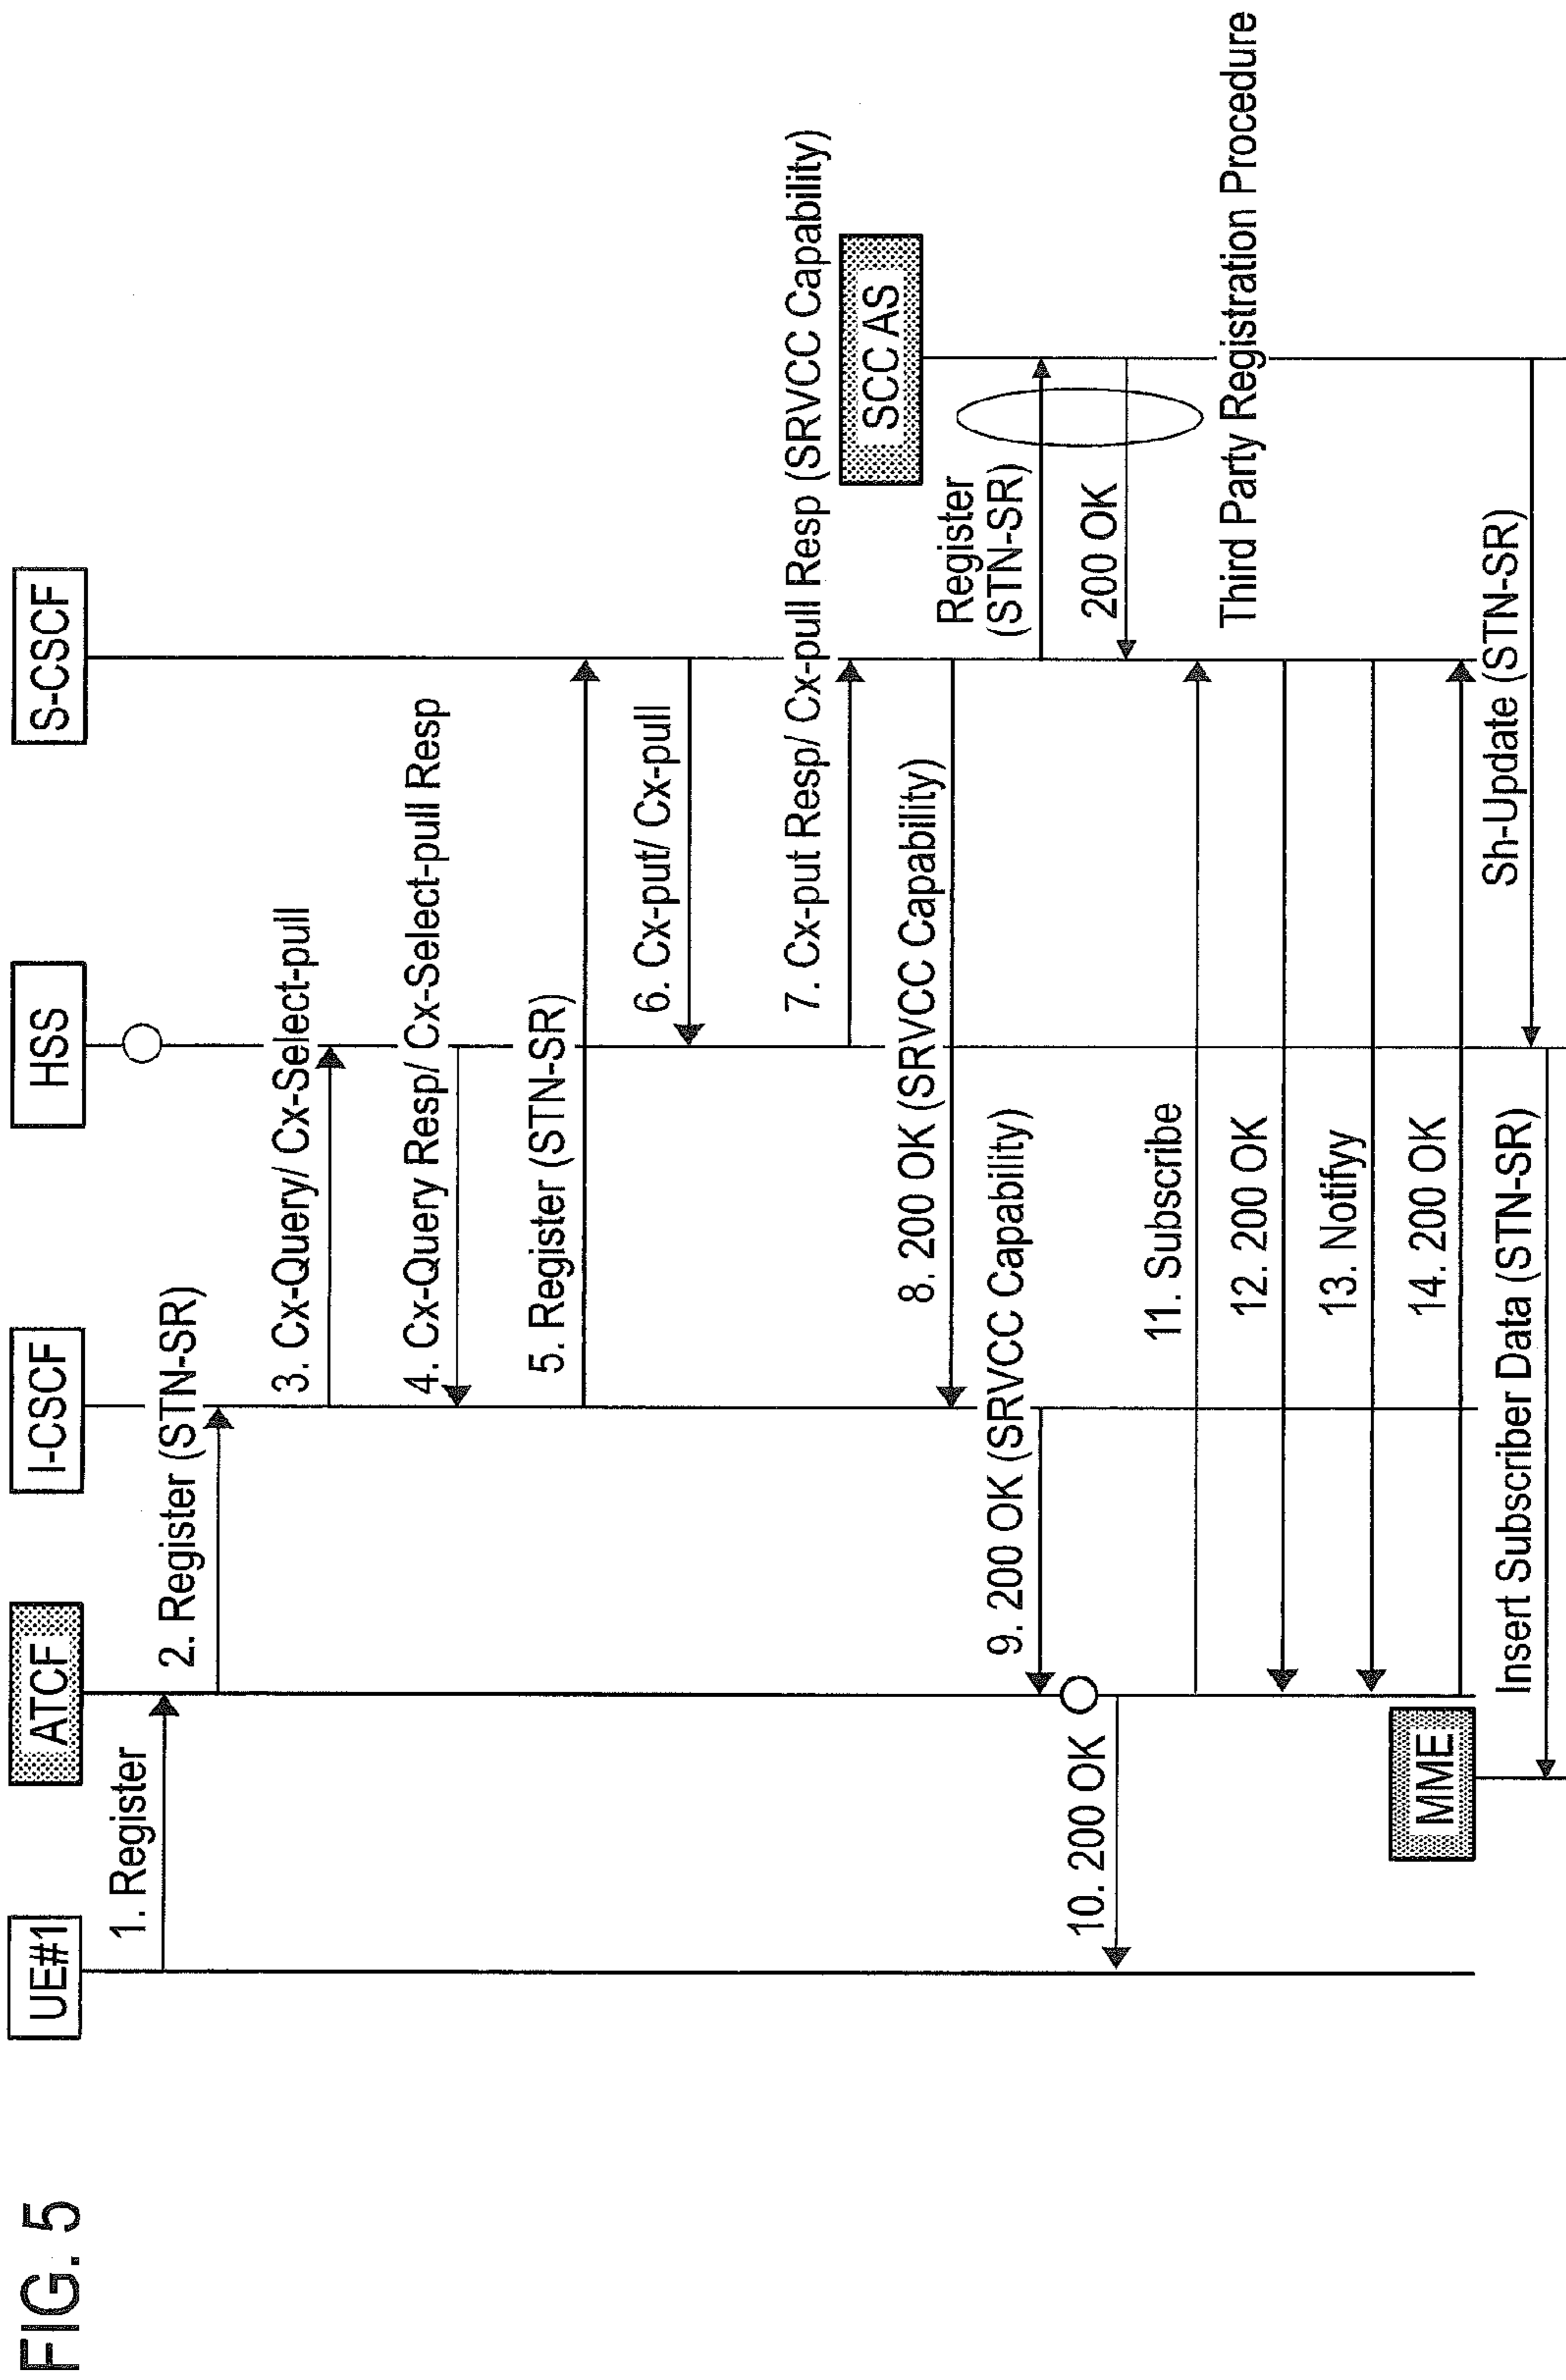 FIG. 5
UE#1
ATCF
I-CSCF
HSS
S-CSCF
1. Register
2. Register (STN-SR)
3. Cx-Query/ Cx-Select-pull
4. Cx-Query Resp/ Cx-Select-pull Resp
5. Register (STN-SR)
6. Cx-put/ Cx-pull
7. Cx-put Resp/ Cx-pull Resp (SRVCC Capability)
SCC AS
8. 200 OK (SRVCC Capability)
Register
(STN-SR)
9. 200 OK (SRVCC Capability)
200 OK
10. 200 OK
11. Subscribe
Third Party Registration Procedure
12. 200 OK
13. Notifyy
14. 200 OK
MME
Sh-Update (STN-SR)
Insert Subscriber Data (STN-SR)